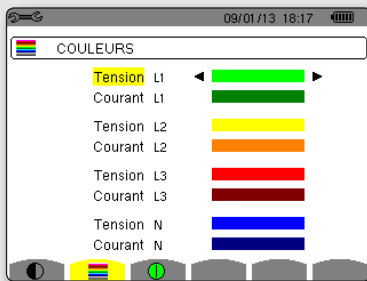 09/01/13 18:17
COULEURS
Tension L1
Courant L1
Tension L2
Courant L2
Tension L3
Courant L3
Tension N
Courant N